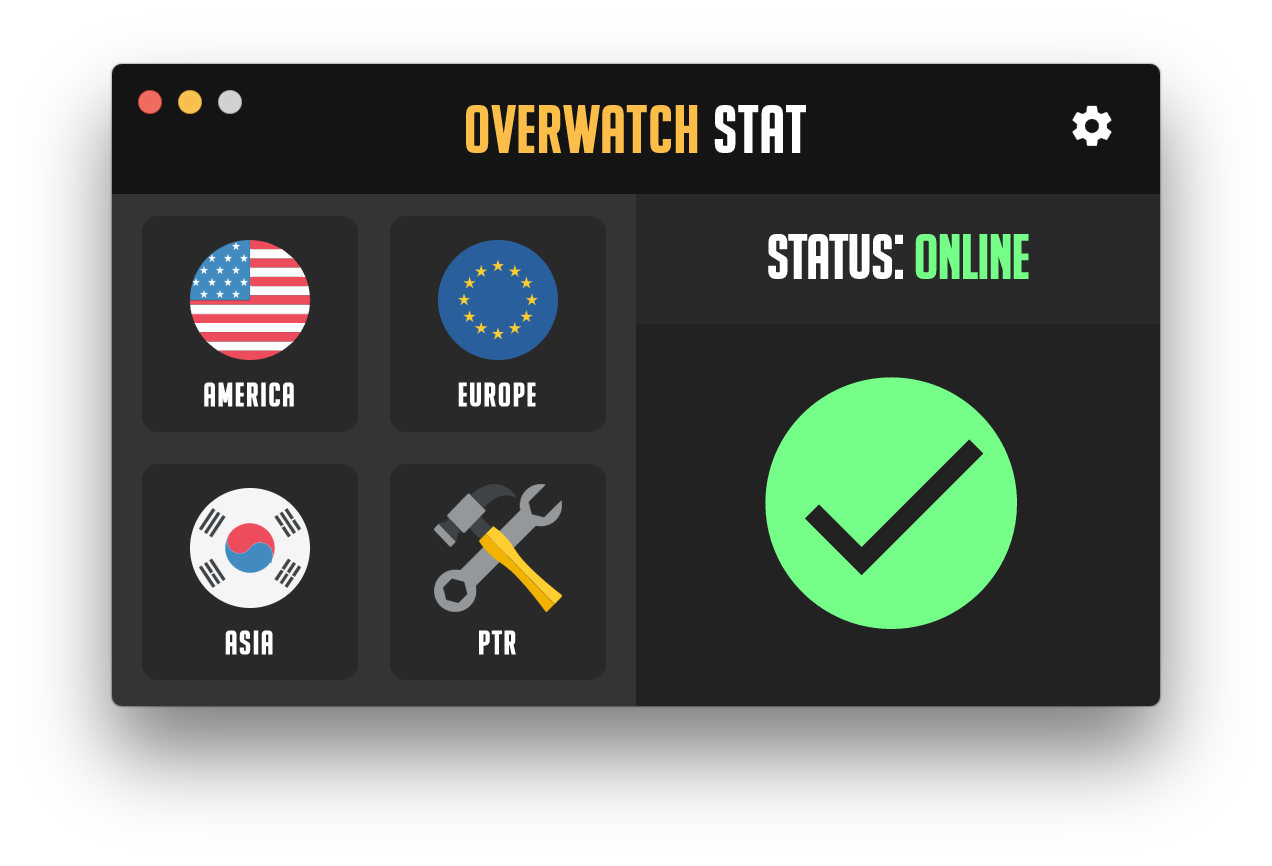 OVERWATCH STAT
STATUS: ONLINE
AMERICA
EUROPE
ASIA
PTR